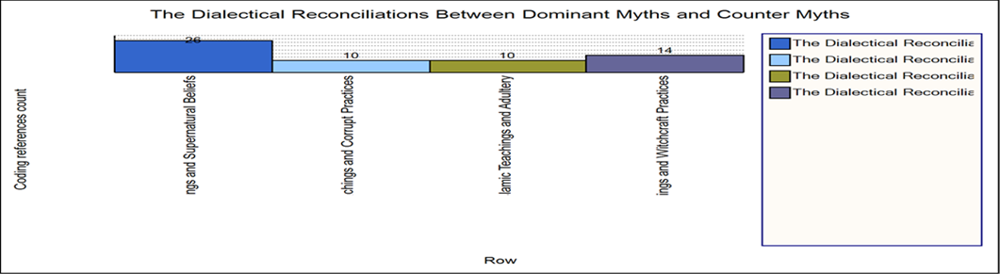 The Dialectical Reconciliations Between Dominant Myths and Counter Myths
26
10
10
14
Coding references count
ngs and Supernatural Beliefs
chings and Corrupt Practices
lamic Teachings and Adultery
ings and Witchcraft Practices
Row
The Dialectical Reconcilia
The Dialectical Reconcilia
The Dialectical Reconcilia
The Dialectical Reconcilia